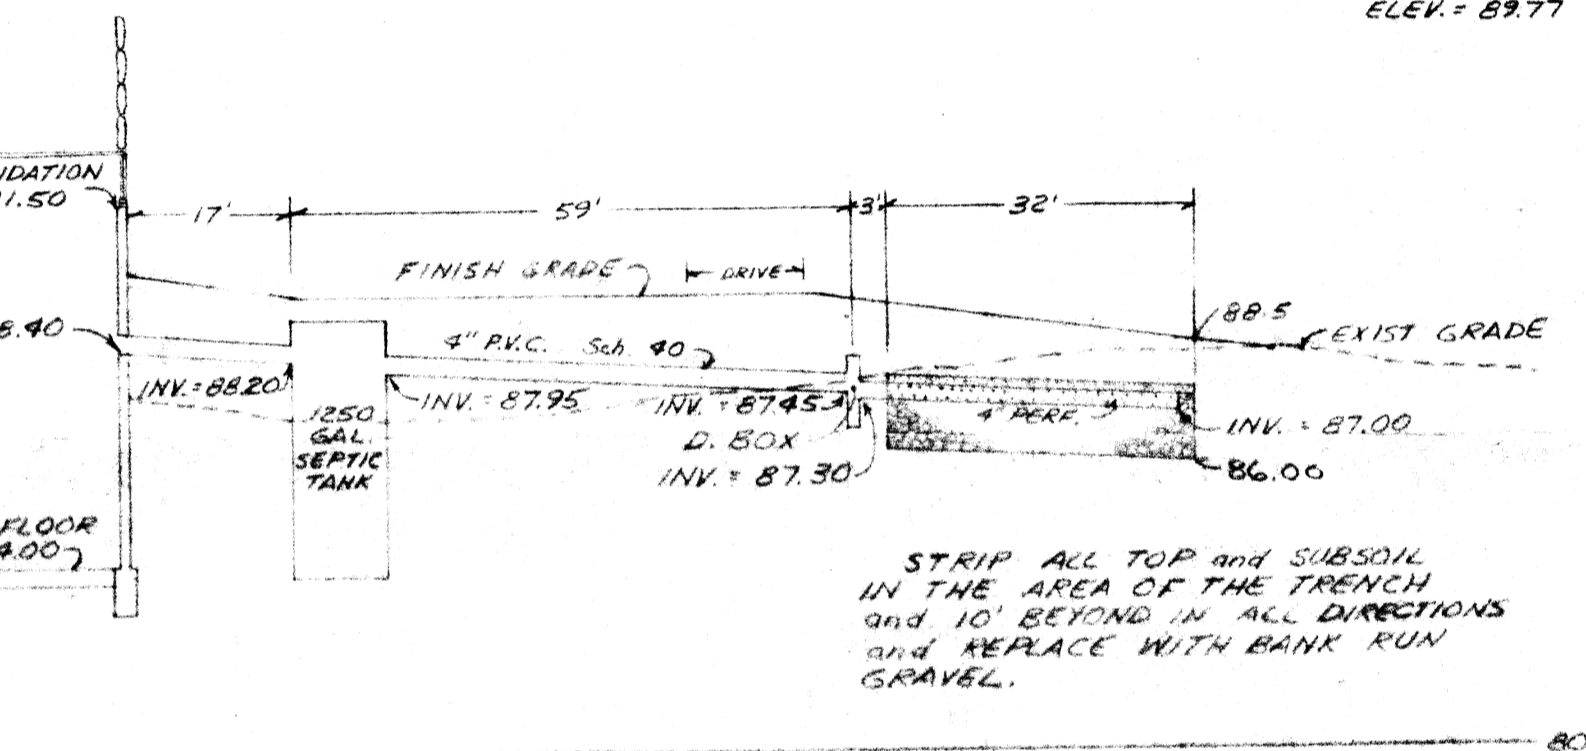 ELEV. = 89.77
NDATION
1.50
17'
59'
3'
32'
FINISH GRADE
DRIVE
88.5
EXIST GRADE
8.40
4" P.V.C. Sch. 40
INV. = 88.20
INV. = 87.95
INV. = 87.45
4" PERF.
INV. = 87.00
1250
GAL.
SEPTIC
TANK
D. BOX
INV. = 87.30
86.00
FLOOR
4.00
STRIP ALL TOP and SUBSOIL
IN THE AREA OF THE TRENCH
and 10' BEYOND IN ALL DIRECTIONS
and REPLACE WITH BANK RUN
GRAVEL.
80